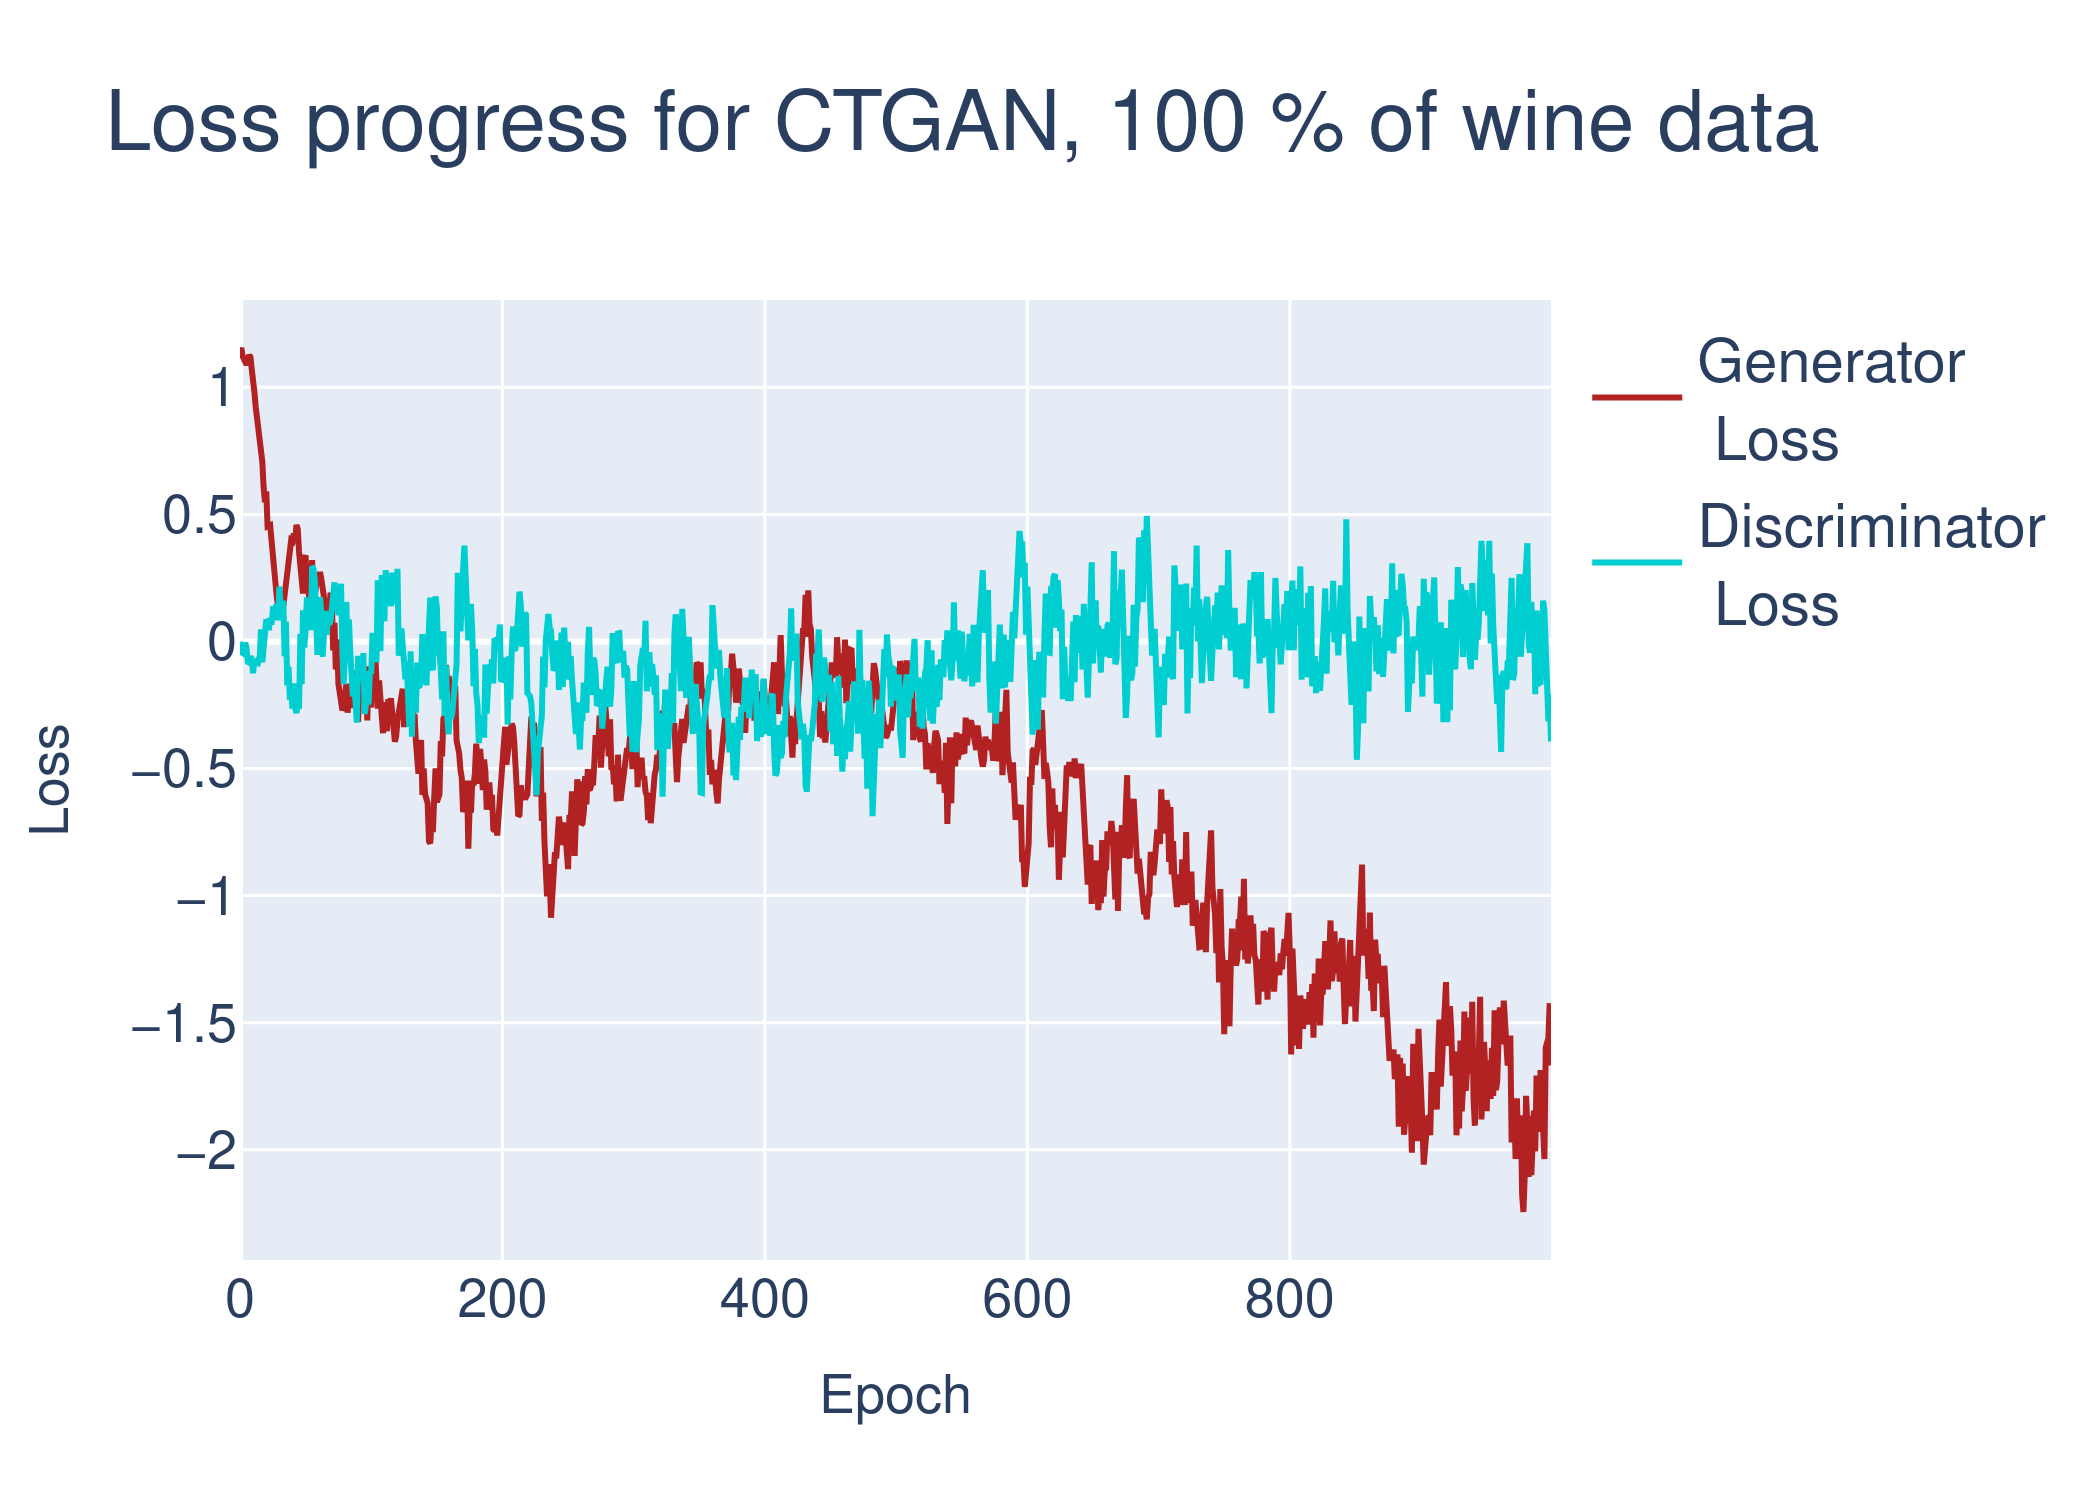 Loss progress for CTGAN, 100 % of wine data
Generator
Loss
Discriminator
Loss
1
0.5
0
−0.5
−1
−1.5
−2
Loss
0
200
400
600
800
Epoch